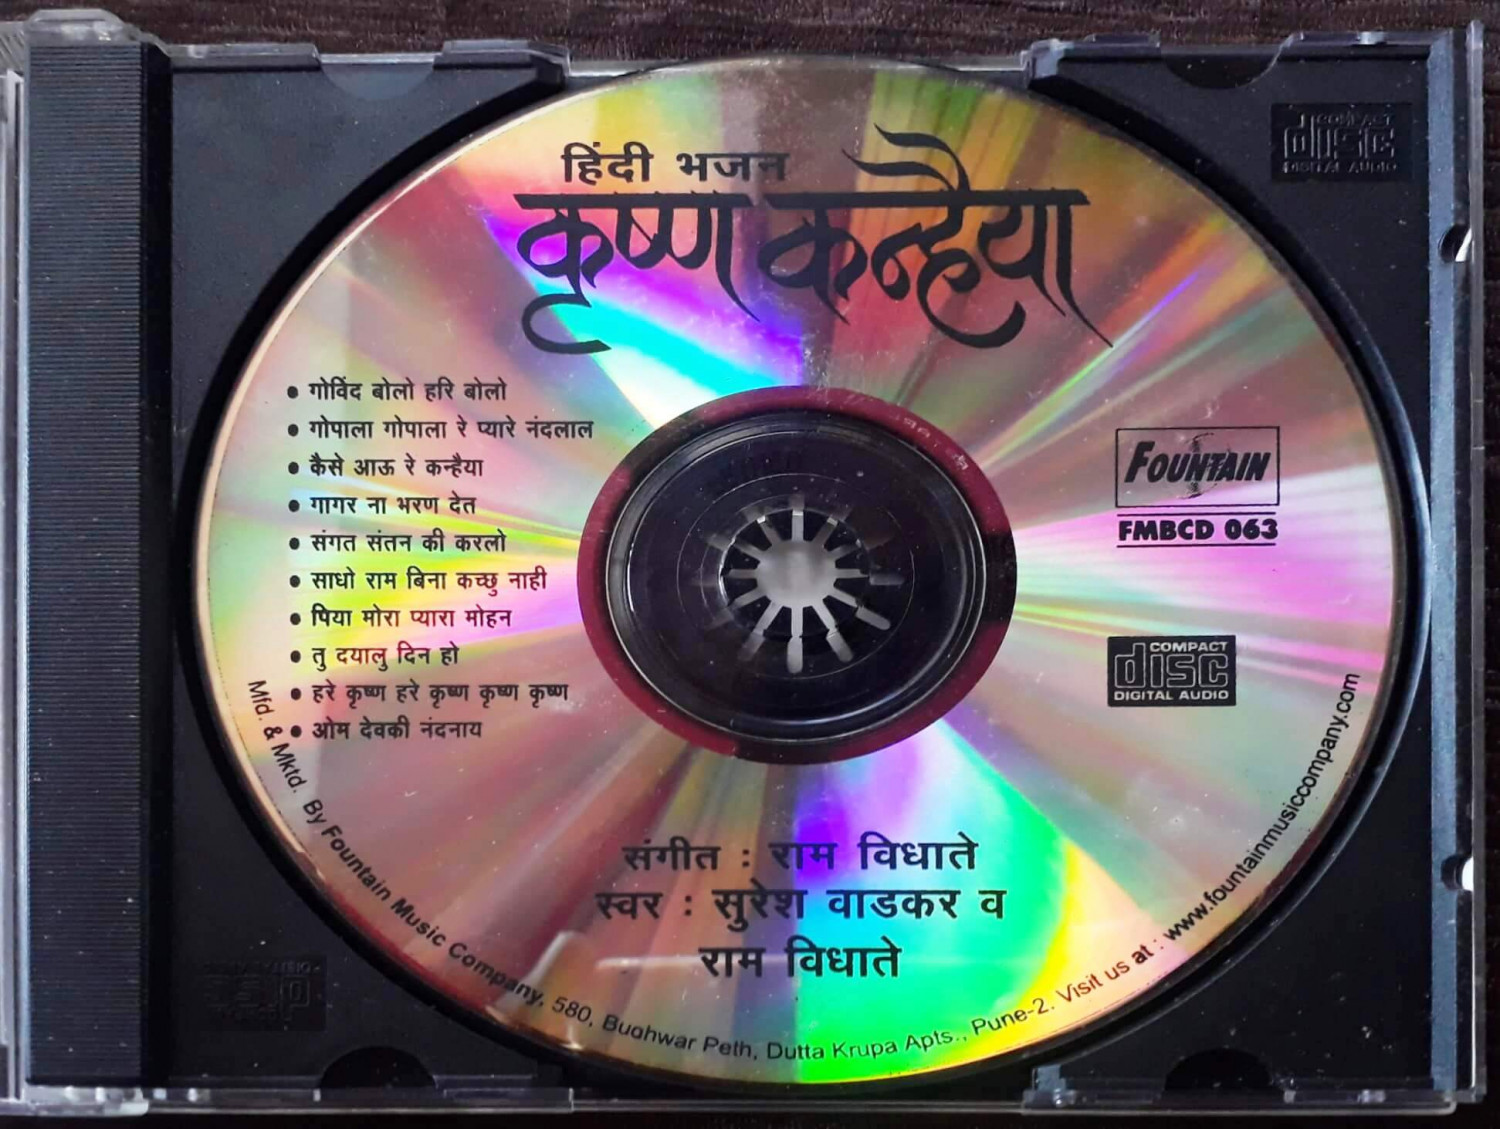 हिंदी भजन
कृष्ण कन्हैया
• गोविंद बोलो हरि बोलो
• गोपाला गोपाला रे प्यारे नंदलाल
• कैसे आऊ रे कन्हैया
• गागर ना भरण देत
• संगत संतन की करलो
• साधो राम बिना कच्छु नाही
• पिया मोरा प्यारा मोहन
• तु दयालु दिन हो
• हरे कृष्ण हरे कृष्ण कृष्ण कृष्ण
• ओम देवकी नंदनाय
FOUNTAIN
FMBCD 063
COMPACT
disc
DIGITAL AUDIO
संगीत : राम विधाते
स्वर : सुरेश वाडकर व
राम विधाते
Mfd. & Mktd. By Fountain Music Company, 580, Budhwar Peth, Dutta Krupa Apts., Pune-2. Visit us at : www.fountainmusiccompany.com
COMPACT
disc
DIGITAL AUDIO